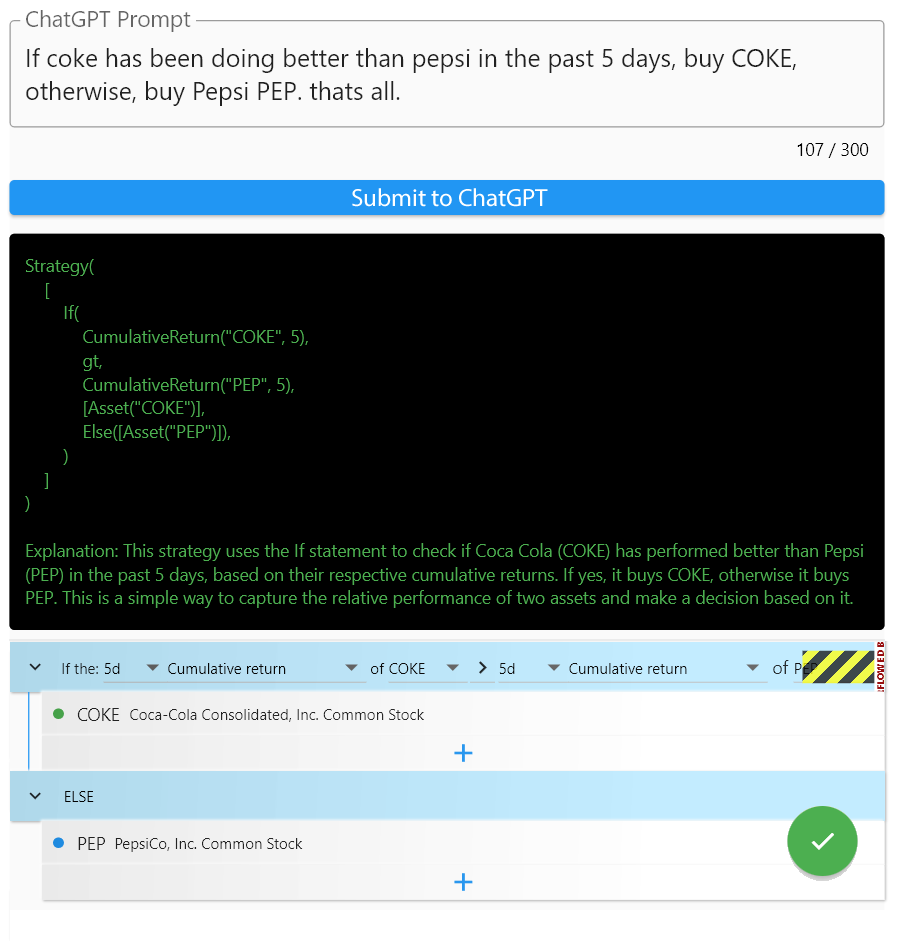 ChatGPT Prompt
If coke has been doing better than pepsi in the past 5 days, buy COKE,
otherwise, buy Pepsi PEP. thats all.
107 / 300
Submit to ChatGPT
Strategy(
[
If(
CumulativeReturn("COKE", 5),
gt,
CumulativeReturn("PEP", 5),
[Asset("COKE")],
Else([Asset("PEP")]),
)
]
)
Explanation: This strategy uses the If statement to check if Coca Cola (COKE) has performed better than Pepsi
(PEP) in the past 5 days, based on their respective cumulative returns. If yes, it buys COKE, otherwise it buys
PEP. This is a simple way to capture the relative performance of two assets and make a decision based on it.
If the: 5d Cumulative return of COKE > 5d Cumulative return of PEP
COKE Coca-Cola Consolidated, Inc. Common Stock
+
ELSE
PEP PepsiCo, Inc. Common Stock
+